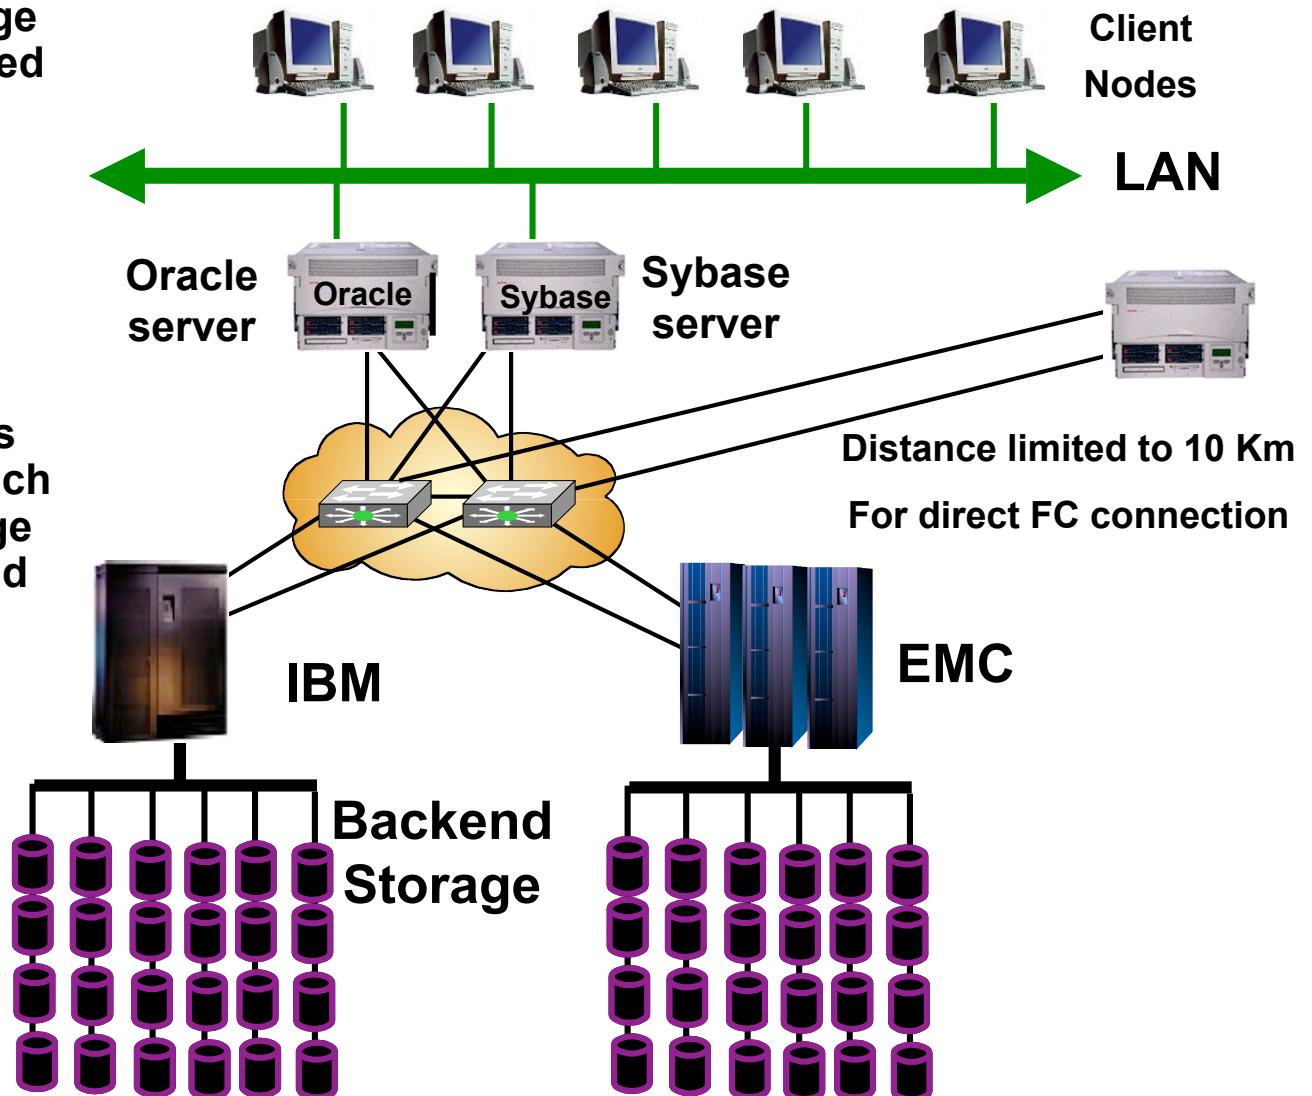 ed
Client
Nodes
LAN
Oracle
server
Oracle
Sybase
Sybase
server
Distance limited to 10 Km
For direct FC connection
IBM
EMC
Backend
Storage